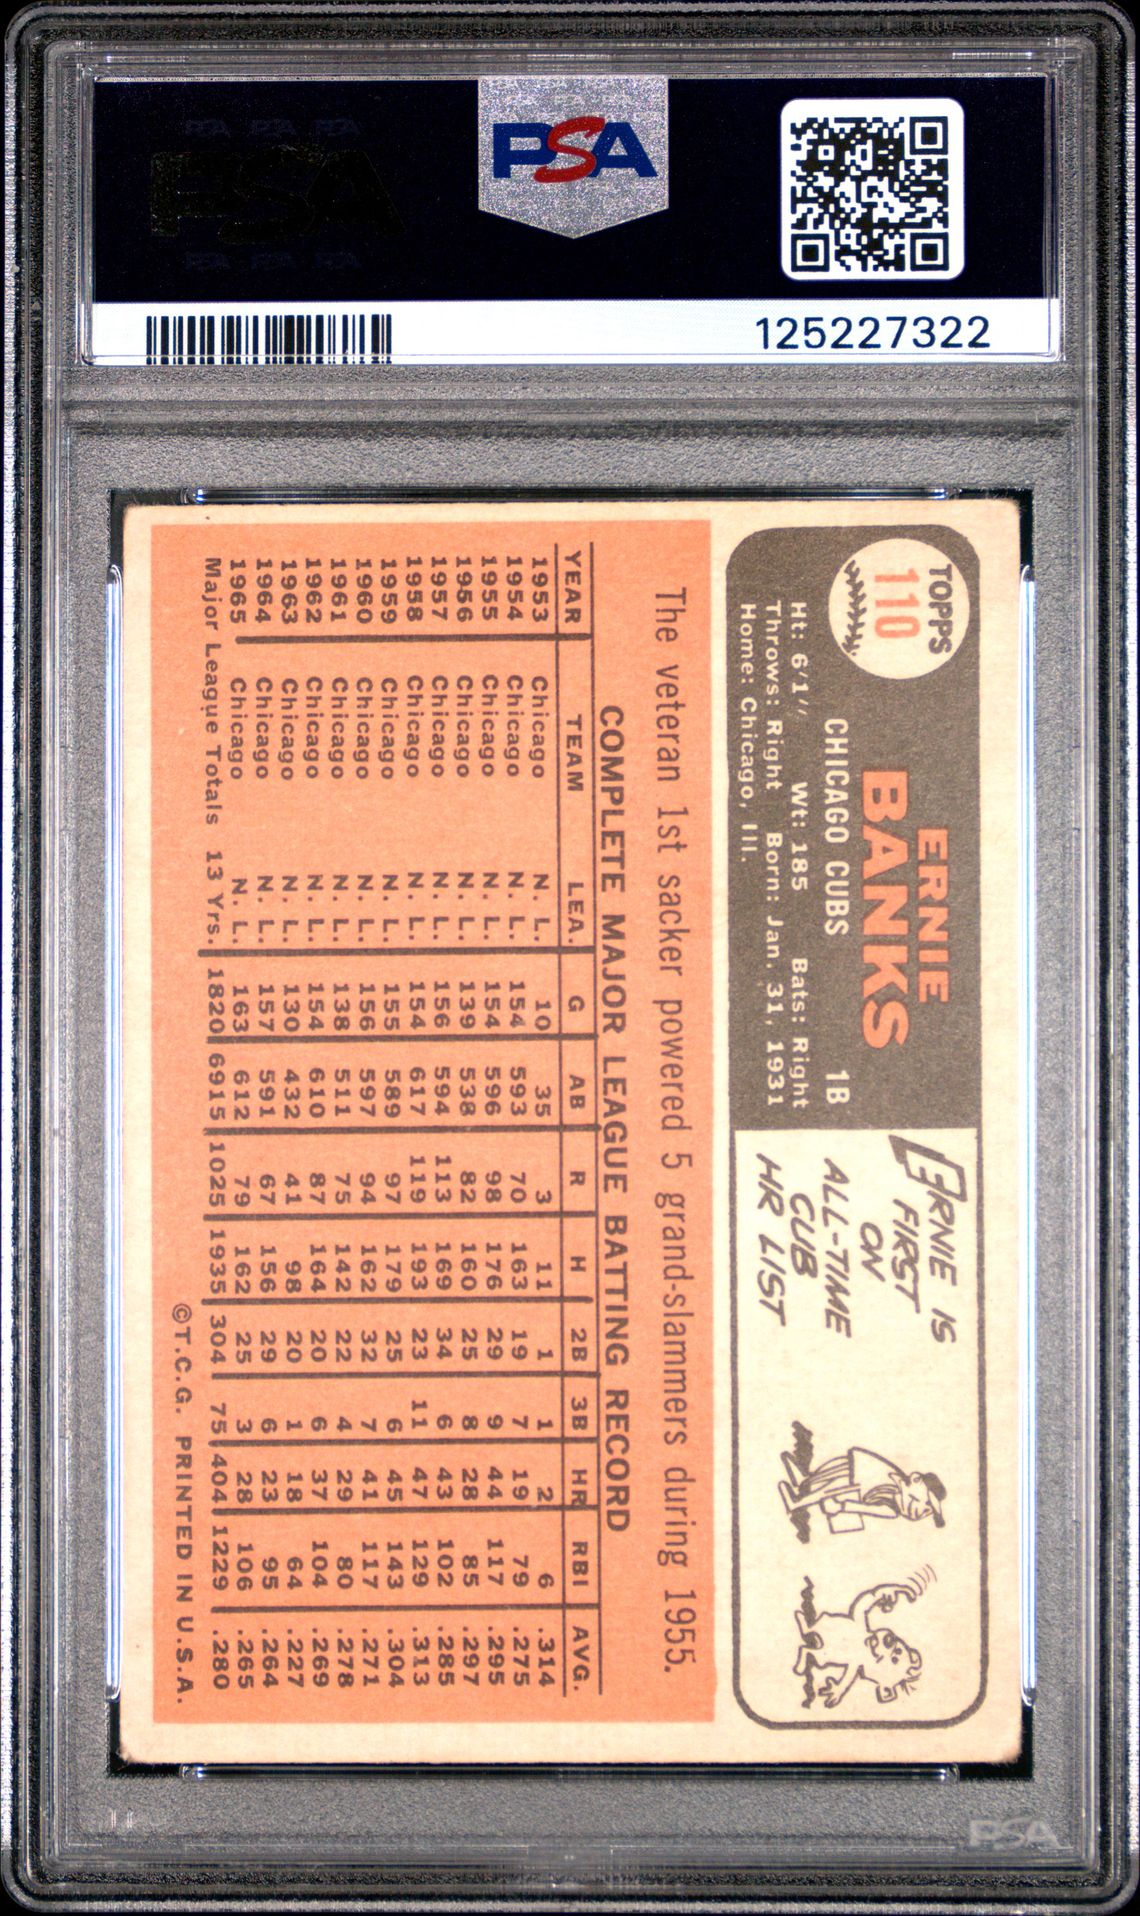 PSA
125227322
TOPPS
110
ERNIE
BANKS
CHICAGO CUBS 1B
Ht: 6'1'' Wt: 185 Bats: Right
Throws: Right Born: Jan. 31, 1931
Home: Chicago, Ill.
ERNIE IS
FIRST
ON
ALL-TIME
CUB
HR LIST
The veteran 1st sacker powered 5 grand-slammers during 1955.
COMPLETE MAJOR LEAGUE BATTING RECORD
YEAR TEAM LEA. G AB R H 2B 3B HR RBI AVG.
1953 Chicago N. L. 10 35 3 11 1 1 2 6 .314
1954 Chicago N. L. 154 593 70 163 19 7 19 79 .275
1955 Chicago N. L. 154 596 98 176 29 9 44 117 .295
1956 Chicago N. L. 139 538 82 160 25 8 28 85 .297
1957 Chicago N. L. 156 594 113 169 34 6 43 102 .285
1958 Chicago N. L. 154 617 119 193 23 11 47 129 .313
1959 Chicago N. L. 155 589 97 179 25 6 45 143 .304
1960 Chicago N. L. 156 597 94 162 32 7 41 117 .271
1961 Chicago N. L. 138 511 75 142 22 4 29 80 .278
1962 Chicago N. L. 154 610 87 164 20 6 37 104 .269
1963 Chicago N. L. 130 432 41 98 20 1 18 64 .227
1964 Chicago N. L. 157 591 67 156 29 6 23 95 .264
1965 Chicago N. L. 163 612 79 162 25 3 28 106 .265
Major League Totals 13 Yrs. 1820 6915 1025 1935 304 75 404 1229 .280
©T.C.G. PRINTED IN U.S.A.
PSA